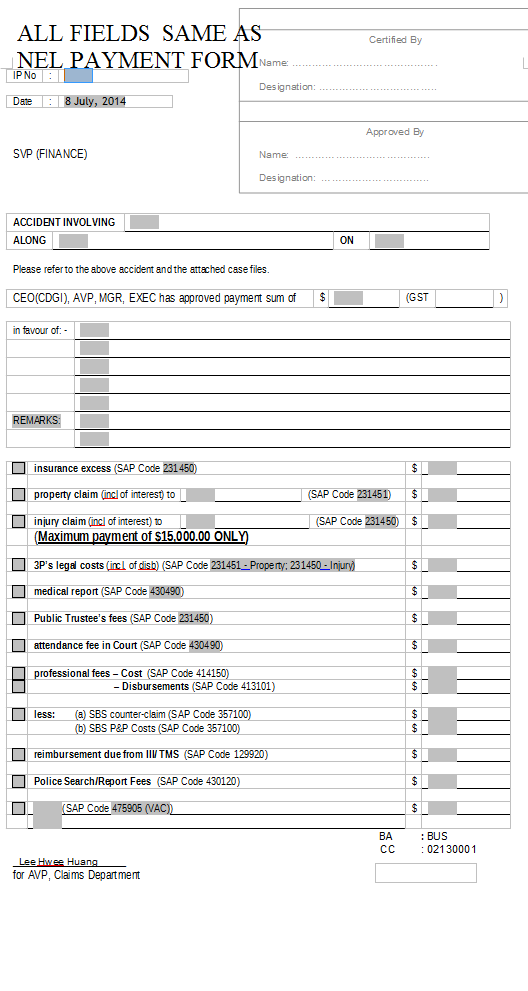 ALL FIELDS SAME AS
NEL PAYMENT FORM
Certified By
Name: ……………………………………….
Designation: ……………………………….
IP No :
Date : 8 July, 2014
Approved By
SVP (FINANCE)
Name: …………………………………….
Designation: …………………………….
ACCIDENT INVOLVING
ALONG ON
Please refer to the above accident and the attached case files.
CEO(CDGI), AVP, MGR, EXEC has approved payment sum of $ (GST )
in favour of: -
REMARKS:
insurance excess (SAP Code 231450) $
property claim (incl of interest) to (SAP Code 231451) $
injury claim (incl of interest) to (SAP Code 231450) $
(Maximum payment of $15,000.00 ONLY)
3P's legal costs (incl. of disb) (SAP Code 231451 - Property; 231450 - Injury) $
medical report (SAP Code 430490) $
Public Trustee's fees (SAP Code 231450) $
attendance fee in Court (SAP Code 430490) $
professional fees – Cost (SAP Code 414150) $
– Disbursements (SAP Code 413101) $
less: (a) SBS counter-claim (SAP Code 357100) $
(b) SBS P&P Costs (SAP Code 357100) $
reimbursement due from III/ TMS (SAP Code 129920) $
Police Search/Report Fees (SAP Code 430120) $
(SAP Code 475905 (VAC)) $
BA : BUS
CC : 02130001
Lee Hwee Huang
for AVP, Claims Department